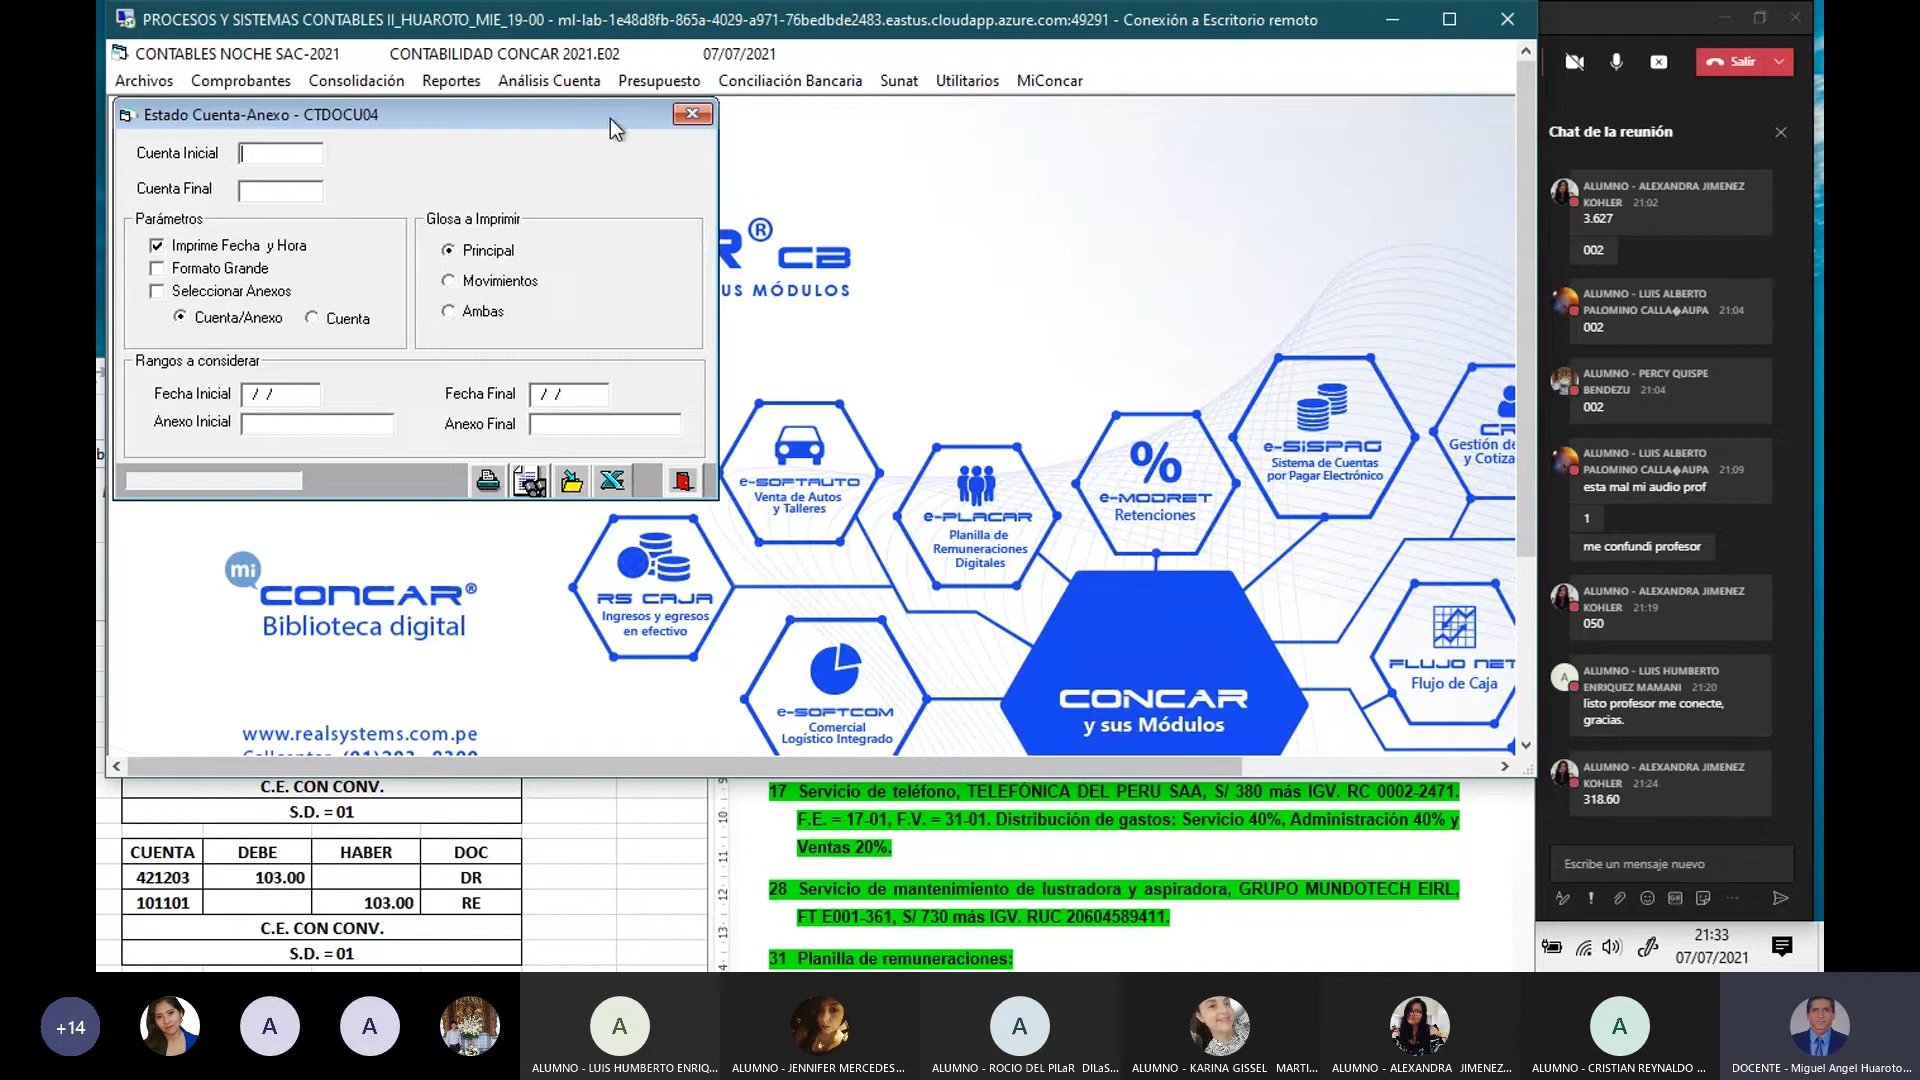 PROCESOS Y SISTEMAS CONTABLES II_HUAROTO_MIE_19-00 - ml-lab-1e48d8fb-865a-4029-a971-76bedbde2483.eastus.cloudapp.azure.com:49291 - Conexión a Escritorio remoto
CONTABLES NOCHE SAC-2021 CONTABILIDAD CONCAR 2021.E02 07/07/2021
Archivos Comprobantes Consolidación Reportes Análisis Cuenta Presupuesto Conciliación Bancaria Sunat Utilitarios MiConcar
Estado Cuenta-Anexo - CTDOCU04
Cuenta Inicial
Cuenta Final
Parámetros
Imprime Fecha y Hora
Formato Grande
Seleccionar Anexos
Cuenta/Anexo Cuenta
Glosa a Imprimir
Principal
Movimientos
Ambas
Rangos a considerar
Fecha Inicial / / Fecha Final / /
Anexo Inicial Anexo Final
R® CB
US MÓDULOS
e-SOFTAUTO
Venta de Autos
y Talleres
e-PLACAR
Planilla de
Remuneraciones
Digitales
%
e-MODRET
Retenciones
e-SISPAG
Sistema de Cuentas
por Pagar Electrónico
CR
Gestión de
y Cotiza
mi
CONCAR®
Biblioteca digital
RS CAJA
Ingresos y egresos
en efectivo
e-SOFTCOM
Comercial
Logístico Integrado
CONCAR
y sus Módulos
FLUJO NET
Flujo de Caja
www.realsystems.com.pe
C.E. CON CONV.
S.D. = 01
CUENTA DEBE HABER DOC
421203 103.00 DR
101101 103.00 RE
C.E. CON CONV.
S.D. = 01
17 Servicio de teléfono, TELEFÓNICA DEL PERU SAA, S/ 380 más IGV. RC 0002-2471.
F.E. = 17-01, F.V. = 31-01. Distribución de gastos: Servicio 40%, Administración 40% y
Ventas 20%.
28 Servicio de mantenimiento de lustradora y aspiradora, GRUPO MUNDOTECH EIRL,
FT E001-361, S/ 730 más IGV. RUC 20604589411.
31 Planilla de remuneraciones:
Salir
Chat de la reunión
ALUMNO - ALEXANDRA JIMENEZ
KOHLER 21:02
3.627
002
ALUMNO - LUIS ALBERTO
PALOMINO CALLA�AUPA 21:04
002
ALUMNO - PERCY QUISPE
BENDEZU 21:04
002
ALUMNO - LUIS ALBERTO
PALOMINO CALLA�AUPA 21:09
esta mal mi audio prof
1
me confundi profesor
ALUMNO - ALEXANDRA JIMENEZ
KOHLER 21:19
050
A
ALUMNO - LUIS HUMBERTO
ENRIQUEZ MAMANI 21:20
listo profesor me conecte,
gracias.
ALUMNO - ALEXANDRA JIMENEZ
KOHLER 21:24
318.60
Escribe un mensaje nuevo
21:33
07/07/2021
+14 A A A A A
ALUMNO - LUIS HUMBERTO ENRIQ... ALUMNO - JENNIFER MERCEDES... ALUMNO - ROCIO DEL PILaR DILaS... ALUMNO - KARINA GISSEL MARTI... ALUMNO - ALEXANDRA JIMENEZ... ALUMNO - CRISTIAN REYNALDO ... DOCENTE - Miguel Angel Huaroto...